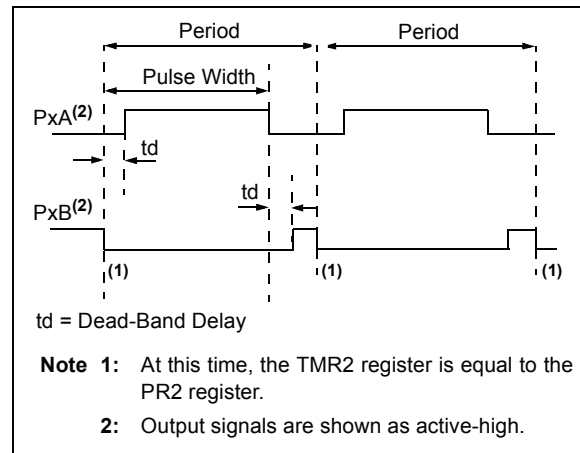 Period Period
Pulse Width
PxA(2)
td
td
PxB(2)
(1) (1) (1)
td = Dead-Band Delay
Note 1: At this time, the TMR2 register is equal to the
PR2 register.
2: Output signals are shown as active-high.